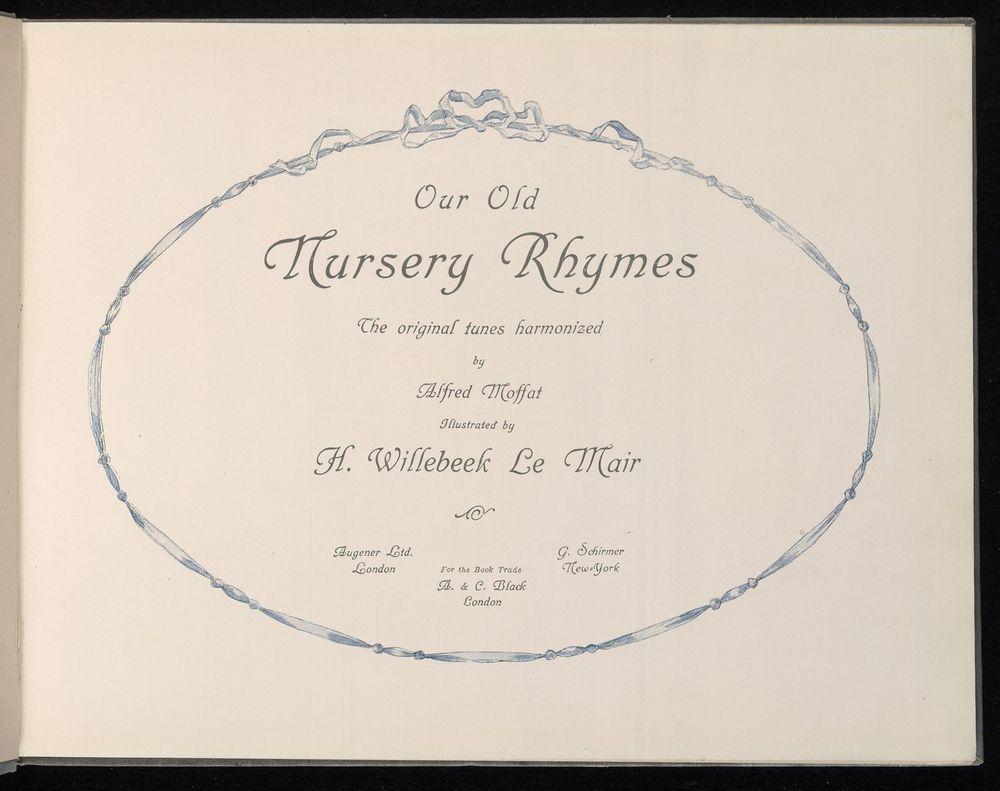 Our Old
Nursery Rhymes
The original tunes harmonized
by
Alfred Moffat
Illustrated by
H. Willebeek Le Mair
Augener Ltd.
London
For the Book Trade
A. & C. Black
London
G. Schirmer
New=York